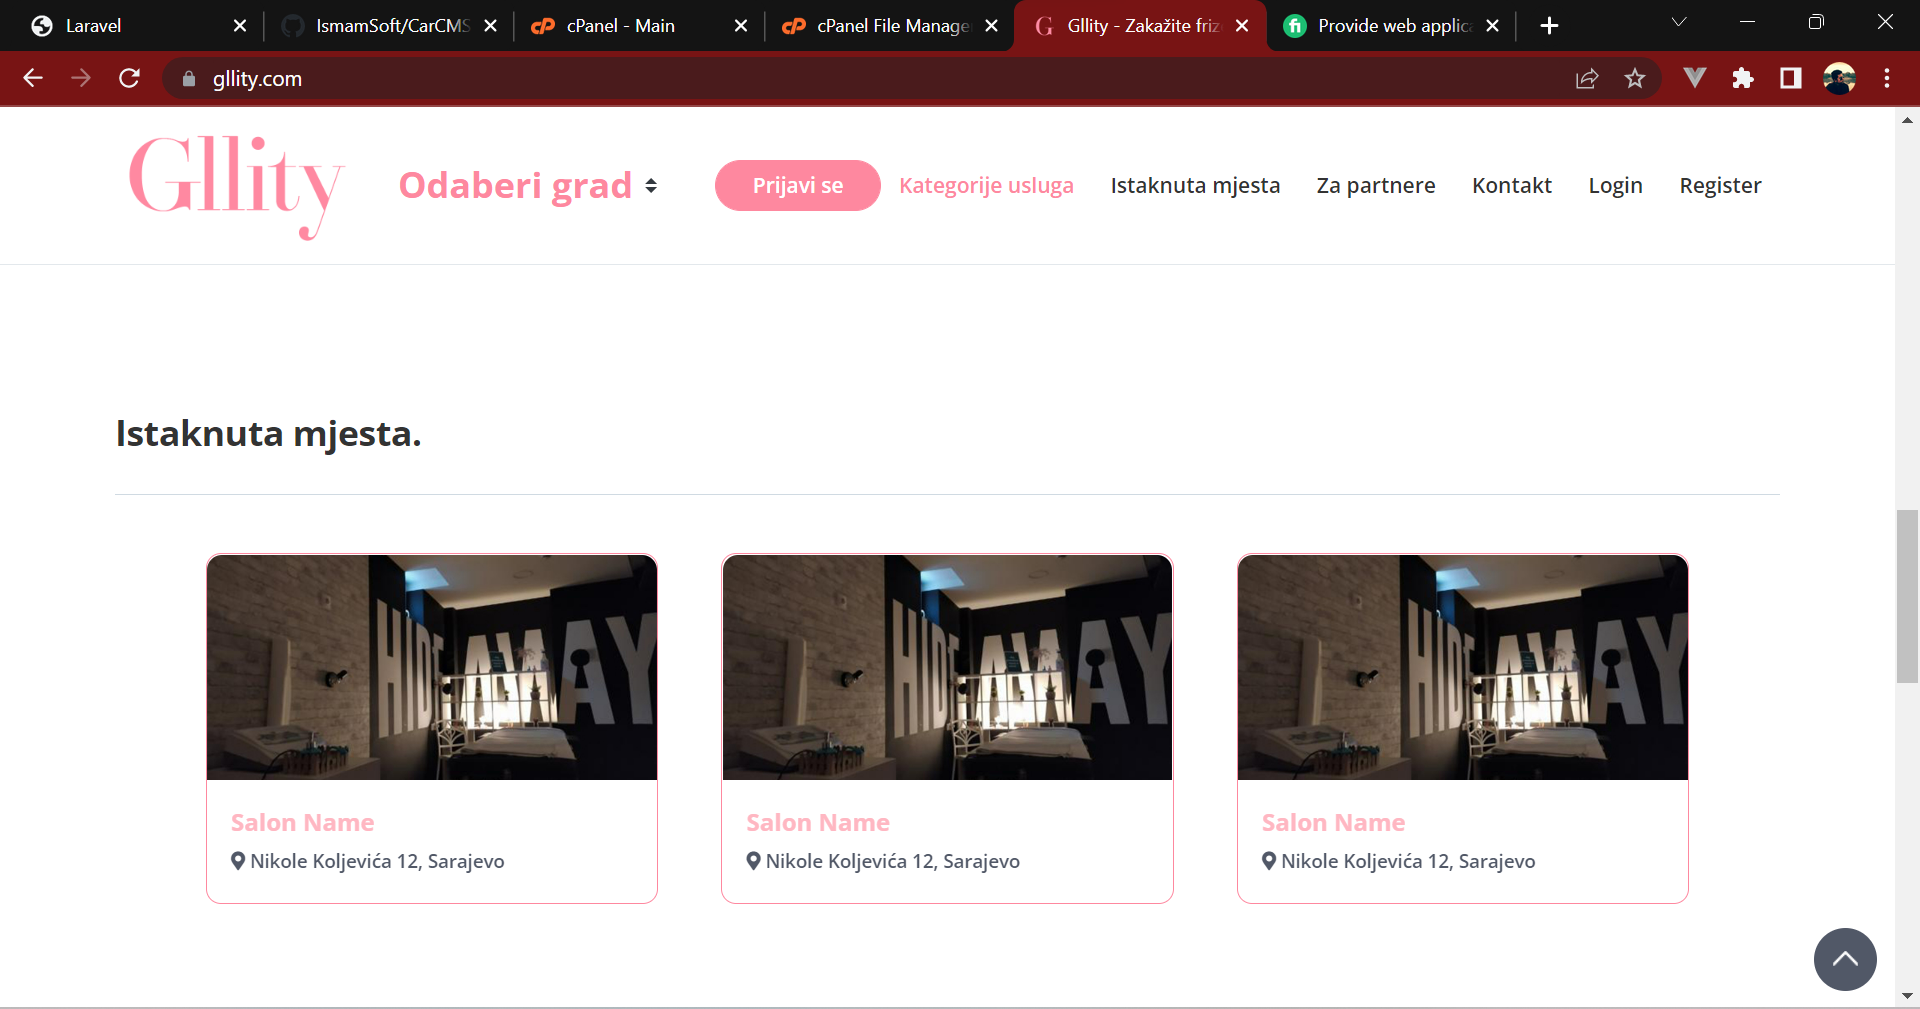 Laravel
IsmamSoft/CarCMS
cPanel - Main
cPanel File Manage
Gllity - Zakažite friz
Provide web applic
gllity.com
Gllity
Odaberi grad
Prijavi se
Kategorije usluga
Istaknuta mjesta
Za partnere
Kontakt
Login
Register
Istaknuta mjesta.
HIDEAWAY
HIDEAWAY
HIDEAWAY
Salon Name
Salon Name
Salon Name
Nikole Koljevića 12, Sarajevo
Nikole Koljevića 12, Sarajevo
Nikole Koljevića 12, Sarajevo